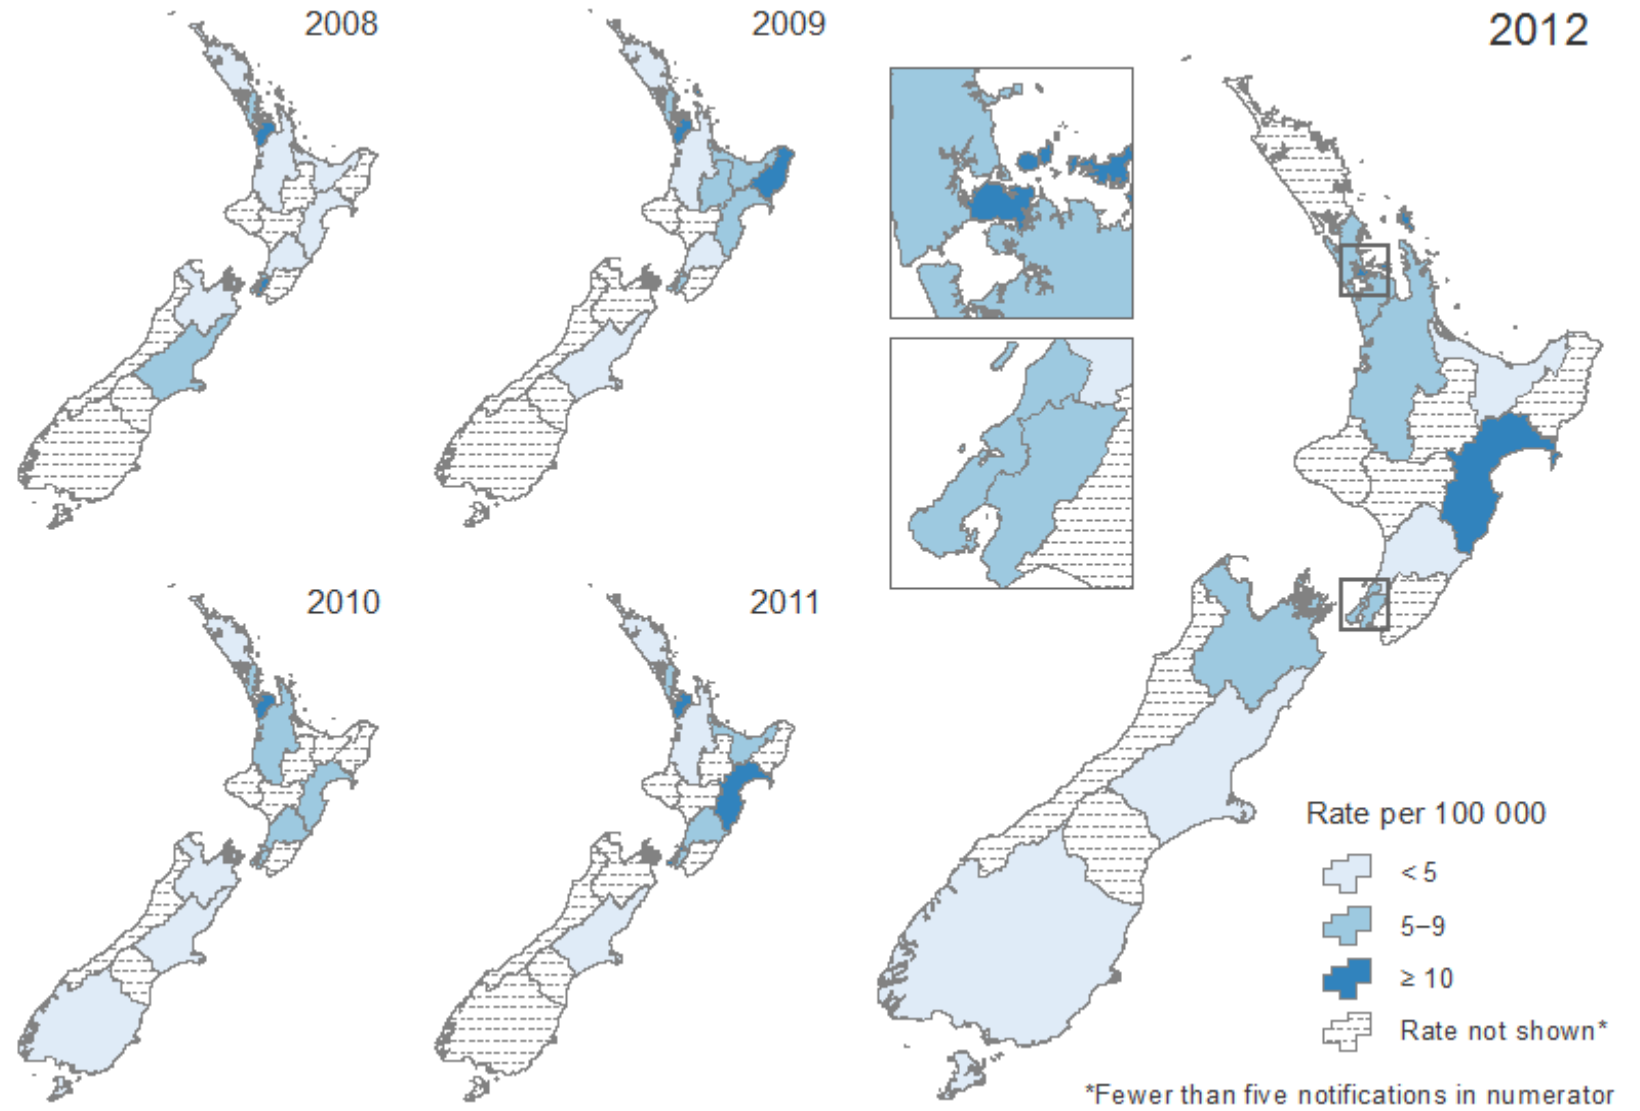 2008
2009
2012
2010
2011
Rate per 100 000
< 5
5–9
≥ 10
Rate not shown*
*Fewer than five notifications in numerator